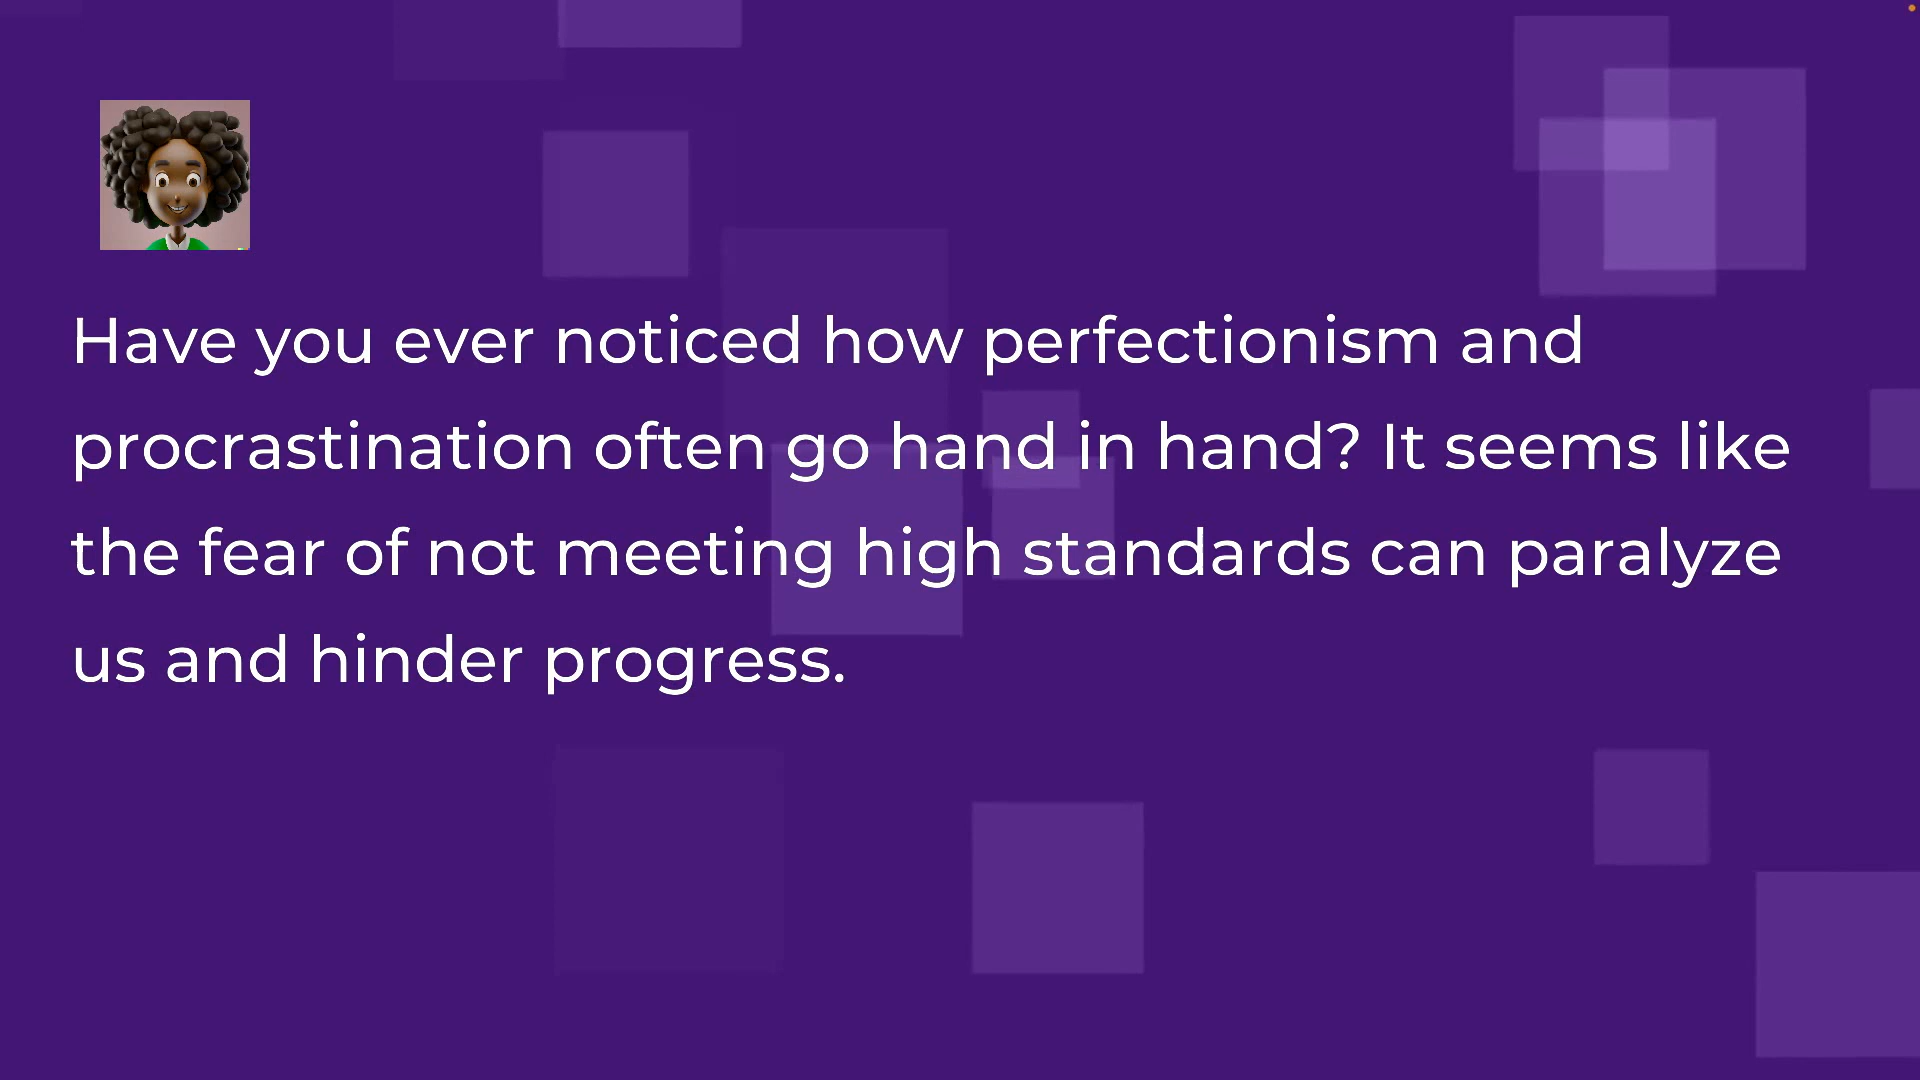 Have you ever noticed how perfectionism and
procrastination often go hand in hand? It seems like
the fear of not meeting high standards can paralyze
us and hinder progress.